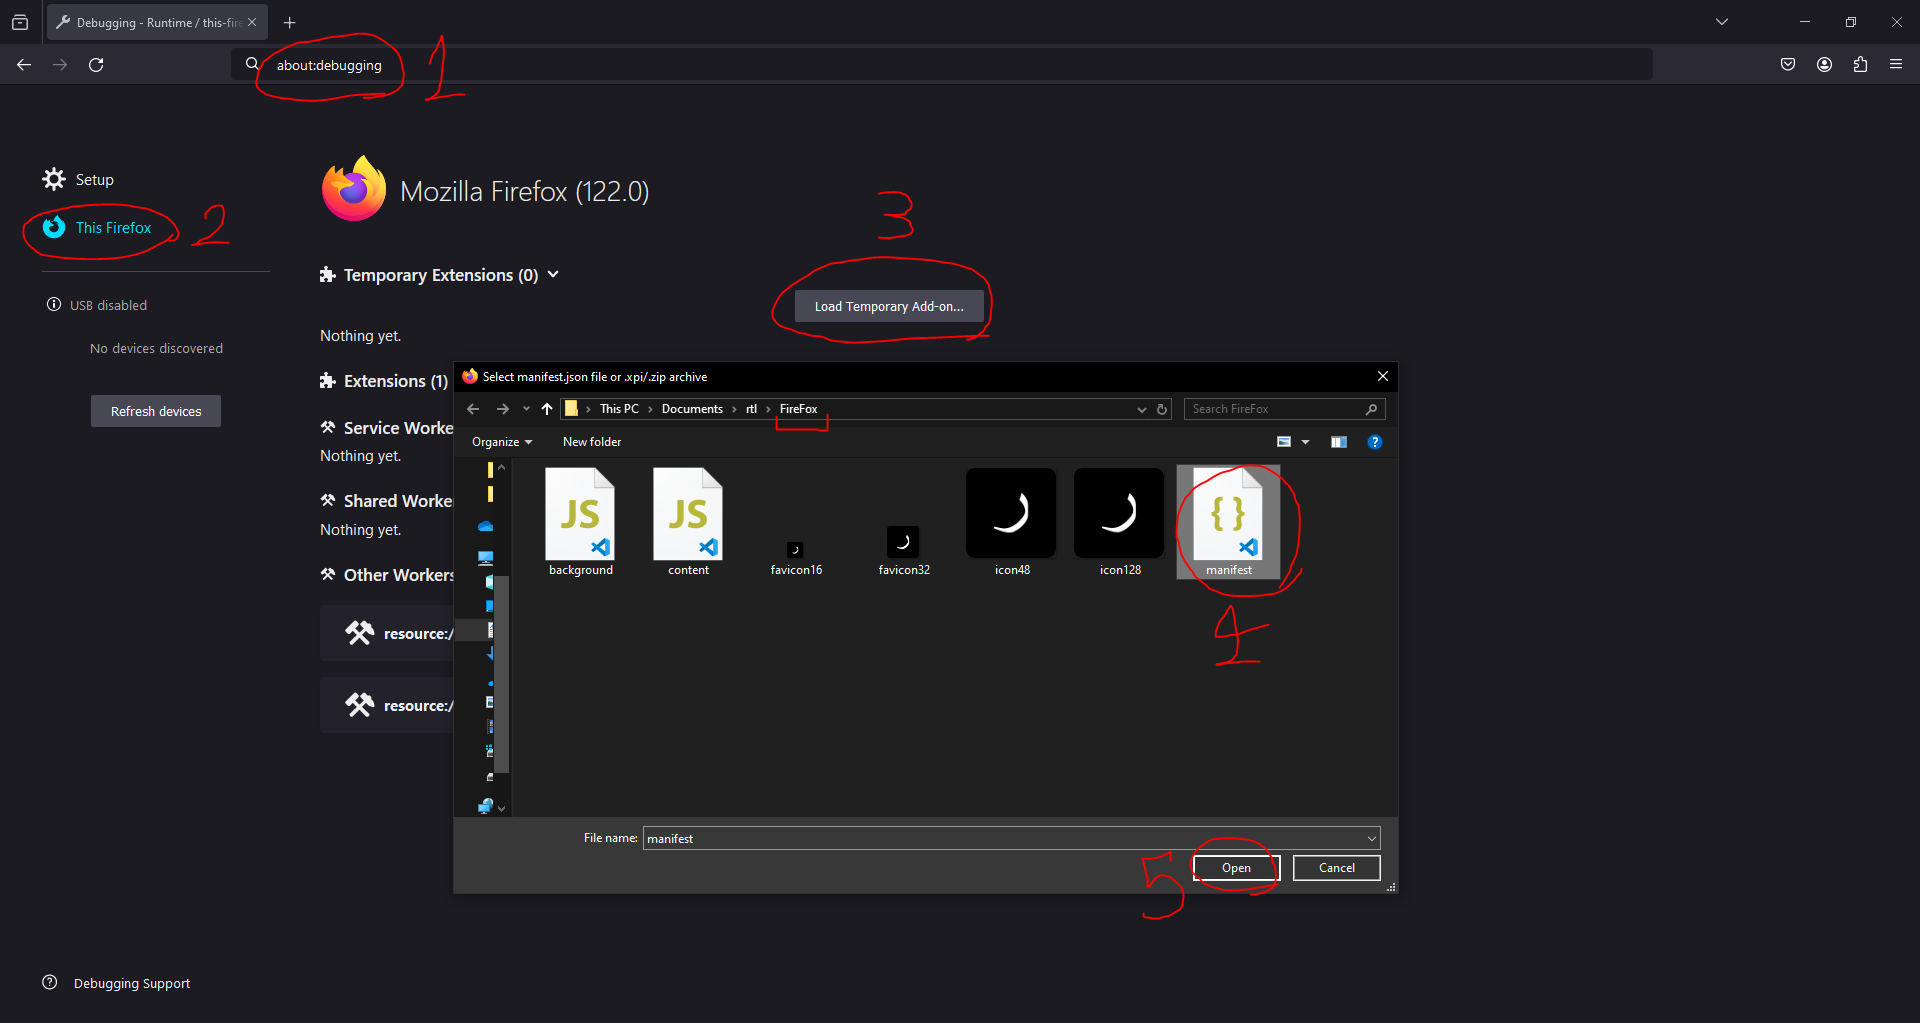 Debugging - Runtime / this-fire
about:debugging
1
Setup
This Firefox
2
USB disabled
No devices discovered
Refresh devices
Debugging Support
Mozilla Firefox (122.0)
3
Temporary Extensions (0)
Load Temporary Add-on...
Nothing yet.
Extensions (1)
Service Worke
Nothing yet.
Shared Worke
Nothing yet.
Other Workers
resource:/
resource:/
Select manifest.json file or .xpi/.zip archive
This PC > Documents > rtl > FireFox
Search FireFox
Organize
New folder
?
JS
JS
{ }
background
content
favicon16
favicon32
icon48
icon128
manifest
4
File name:
manifest
5
Open
Cancel